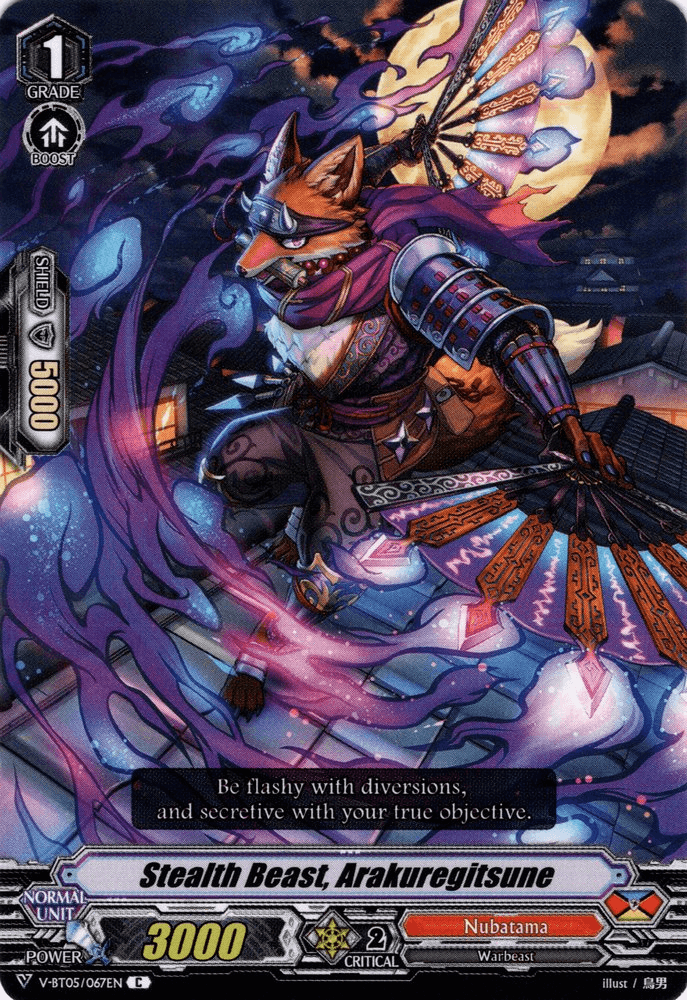 1
GRADE
BOOST
SHIELD
5000
Be flashy with diversions,
and secretive with your true objective.
Stealth Beast, Arakuregitsune
NORMAL
UNIT
POWER
3000
2
CRITICAL
Nubatama
Warbeast
V-BT05/067EN
C
illust / 鳥男